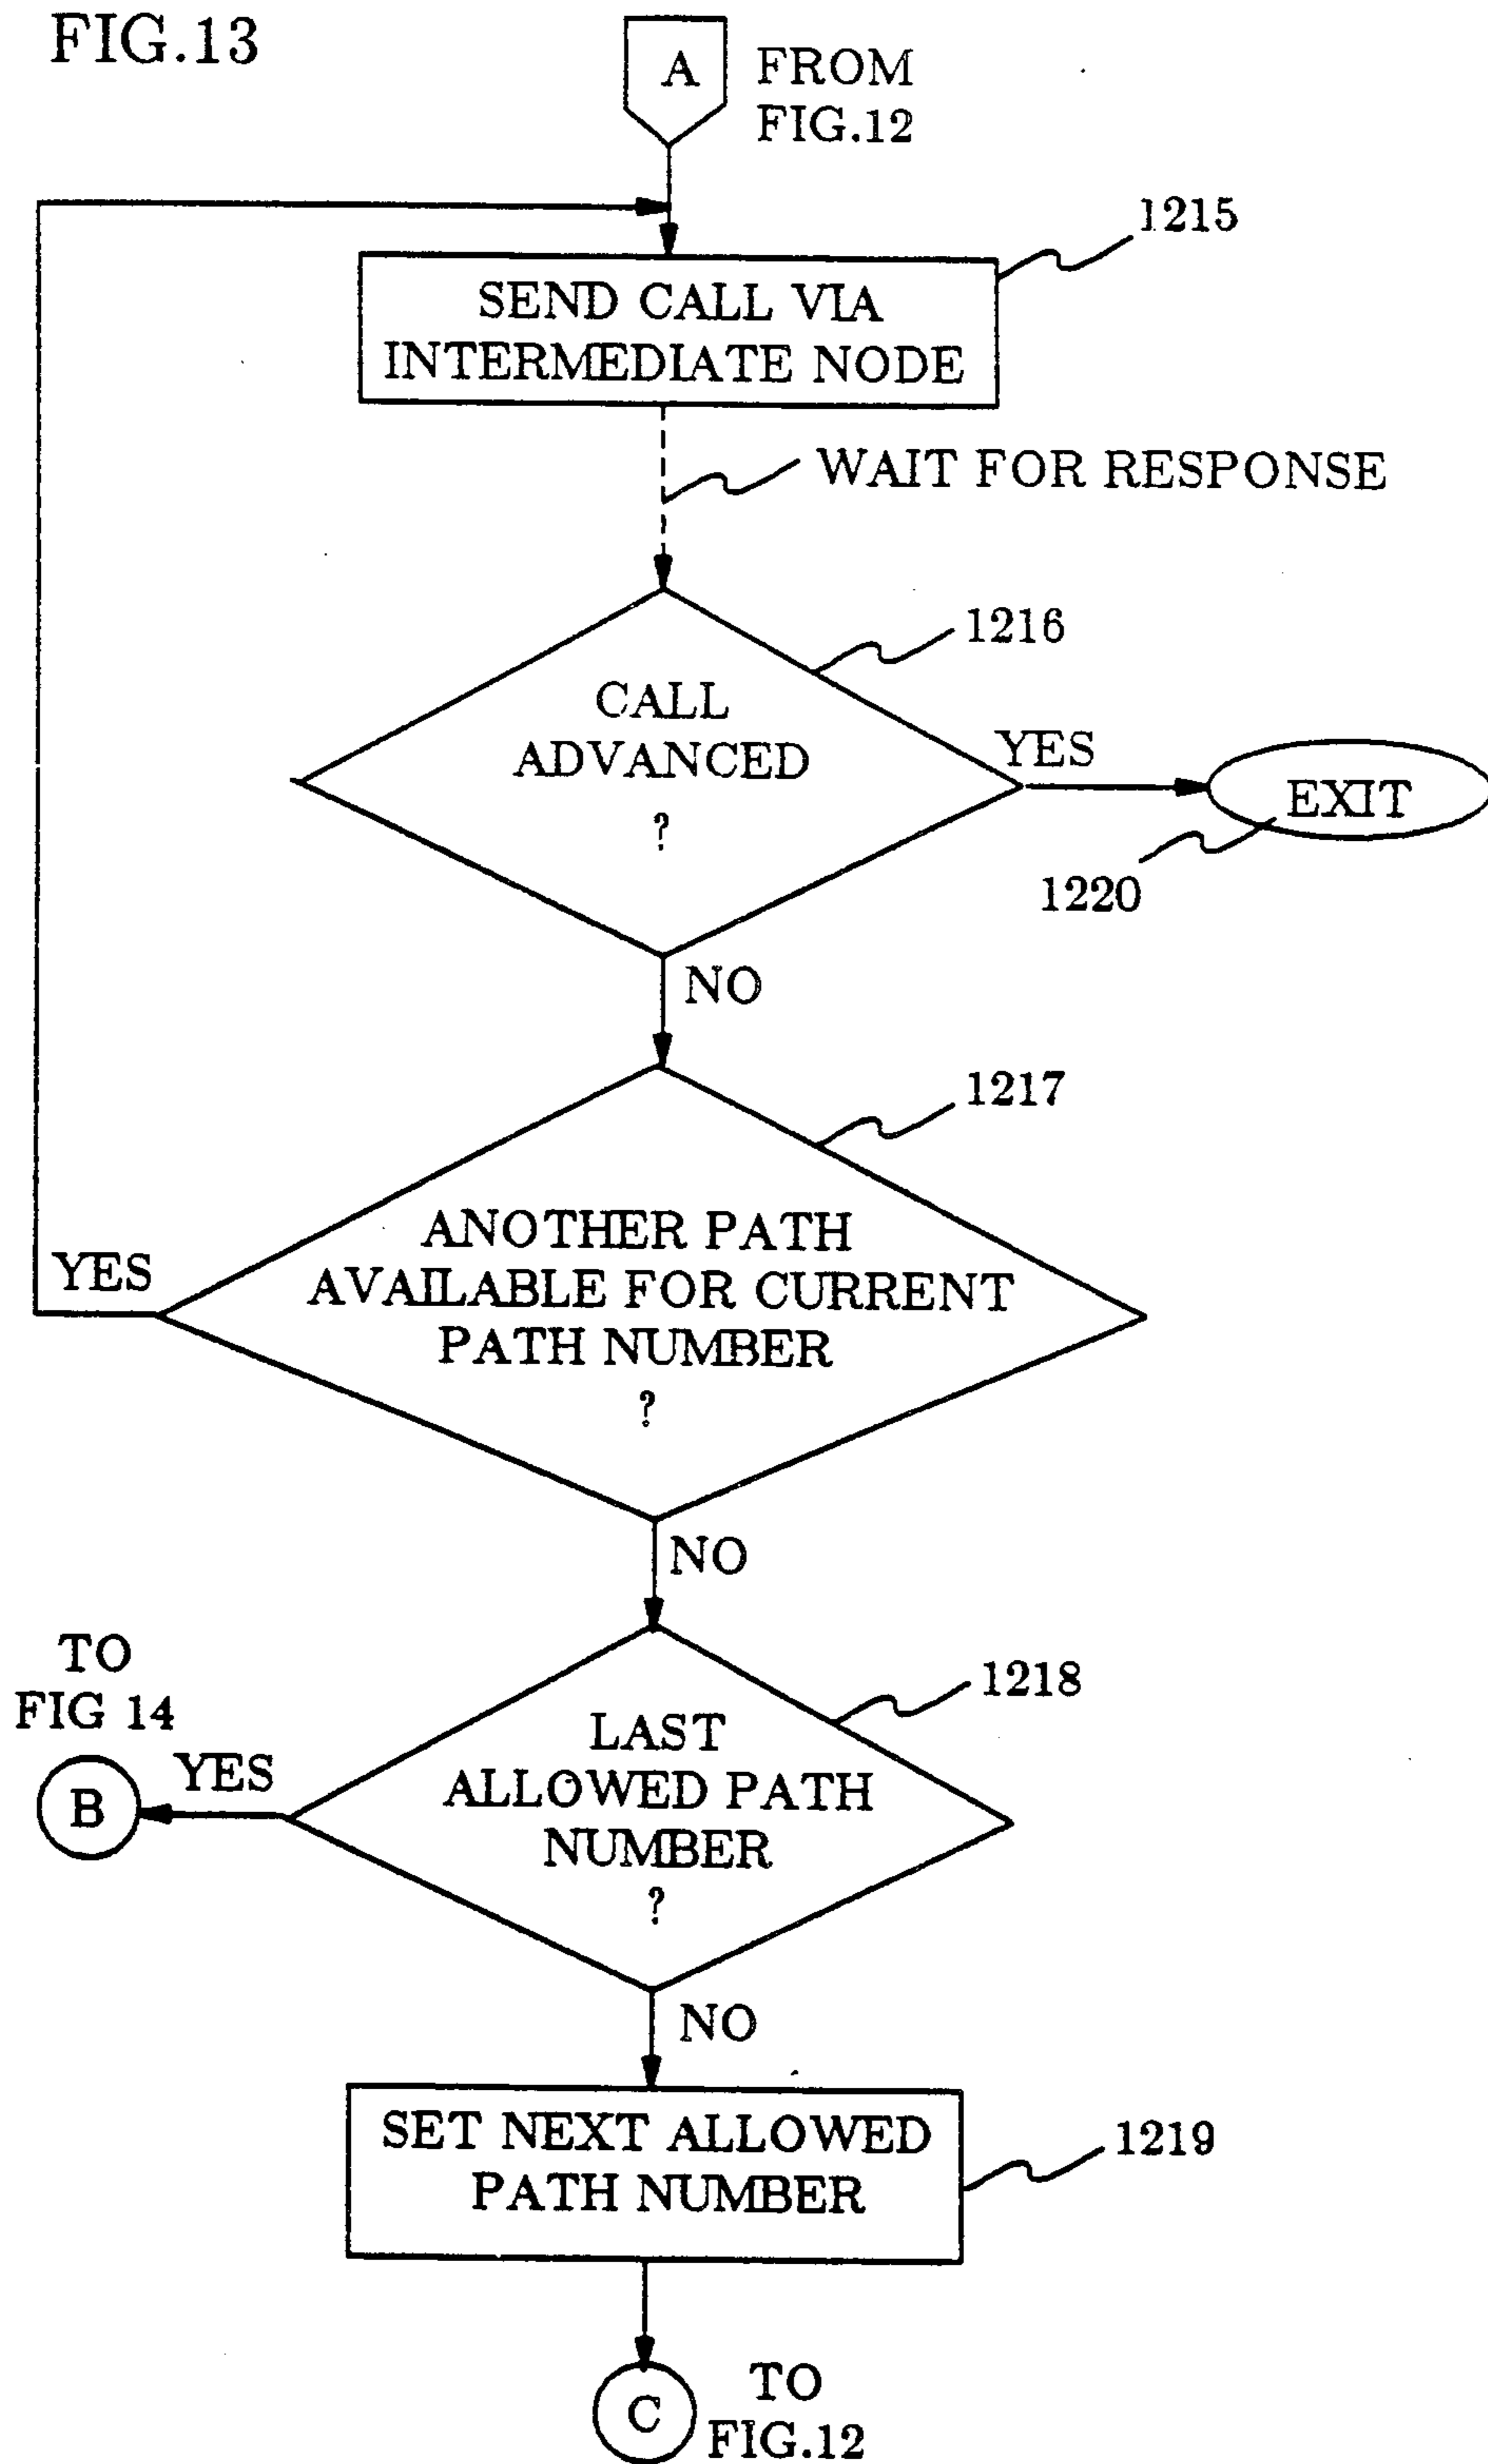 FIG.13
A
FROM
FIG.12
1215
SEND CALL VIA
INTERMEDIATE NODE
WAIT FOR RESPONSE
1216
CALL
ADVANCED
?
YES
EXIT
1220
NO
1217
ANOTHER PATH
AVAILABLE FOR CURRENT
PATH NUMBER
?
YES
NO
TO
FIG 14
B
YES
1218
LAST
ALLOWED PATH
NUMBER
?
NO
SET NEXT ALLOWED
PATH NUMBER
1219
C
TO
FIG.12